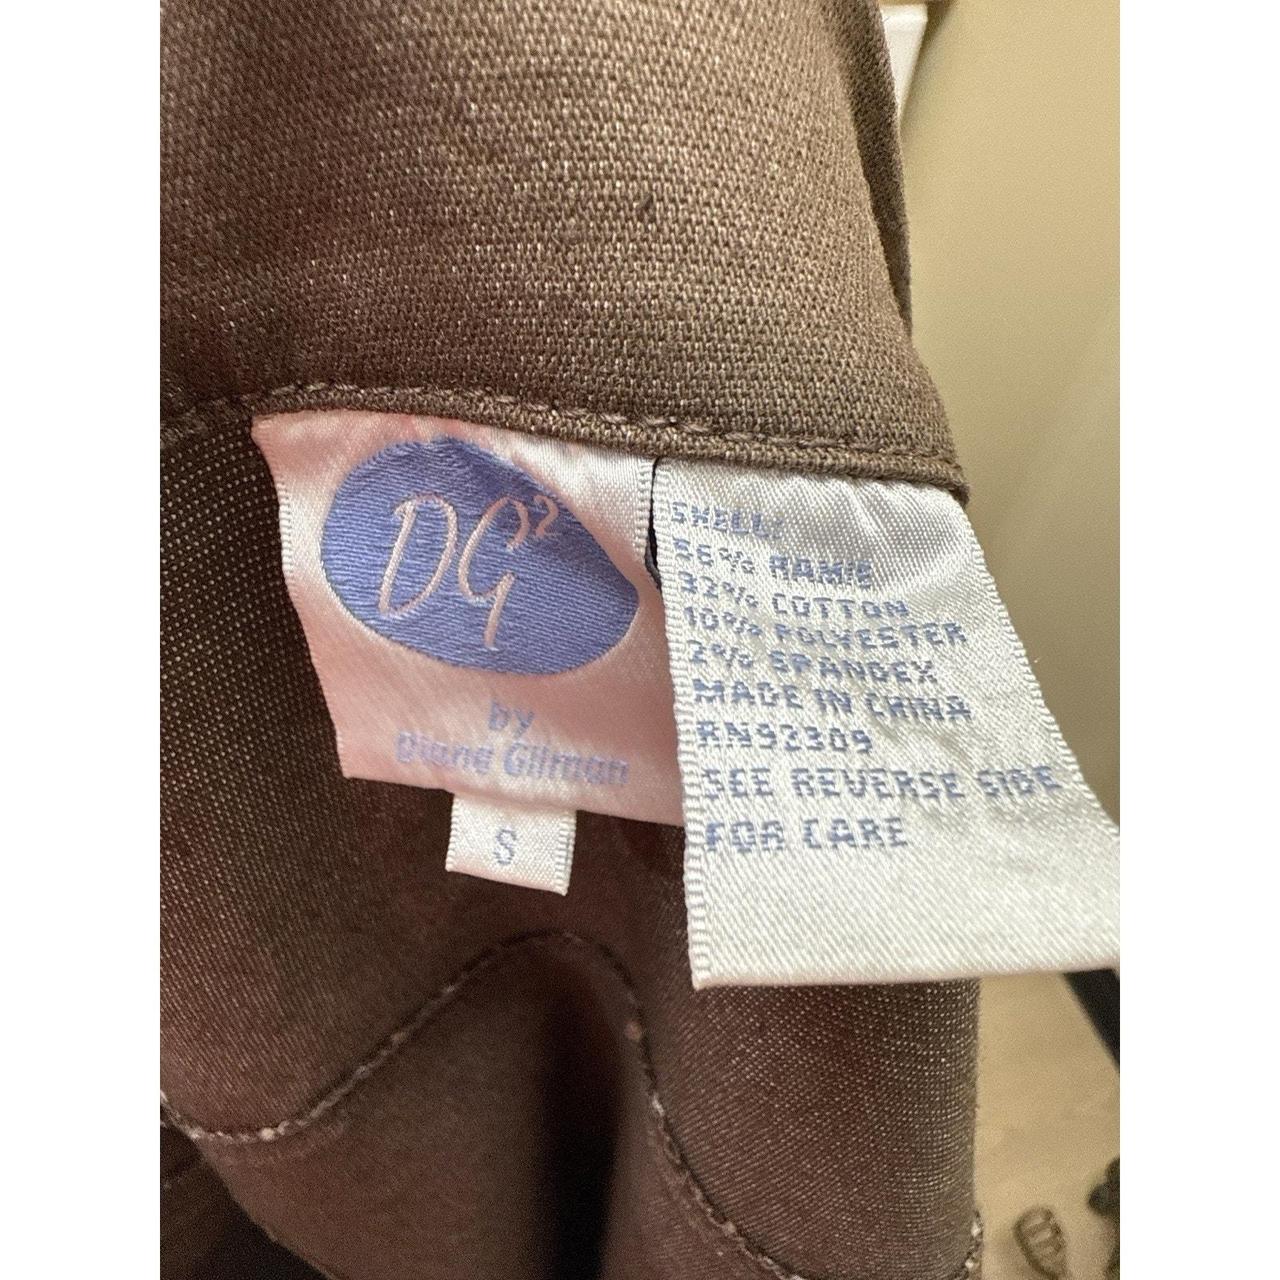 DG²
by
Diane Gilman
S
SHELL:
56% RAMIE
32% COTTON
10% POLYESTER
2% SPANDEX
MADE IN CHINA
RN92309
SEE REVERSE SIDE
FOR CARE